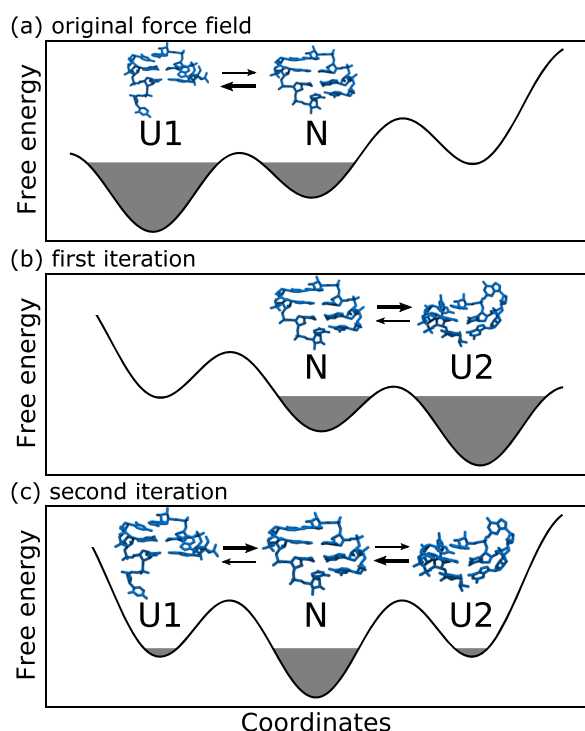 (a) original force field
Free energy
U1 N
(b) first iteration
Free energy
N U2
(c) second iteration
Free energy
U1 N U2
Coordinates